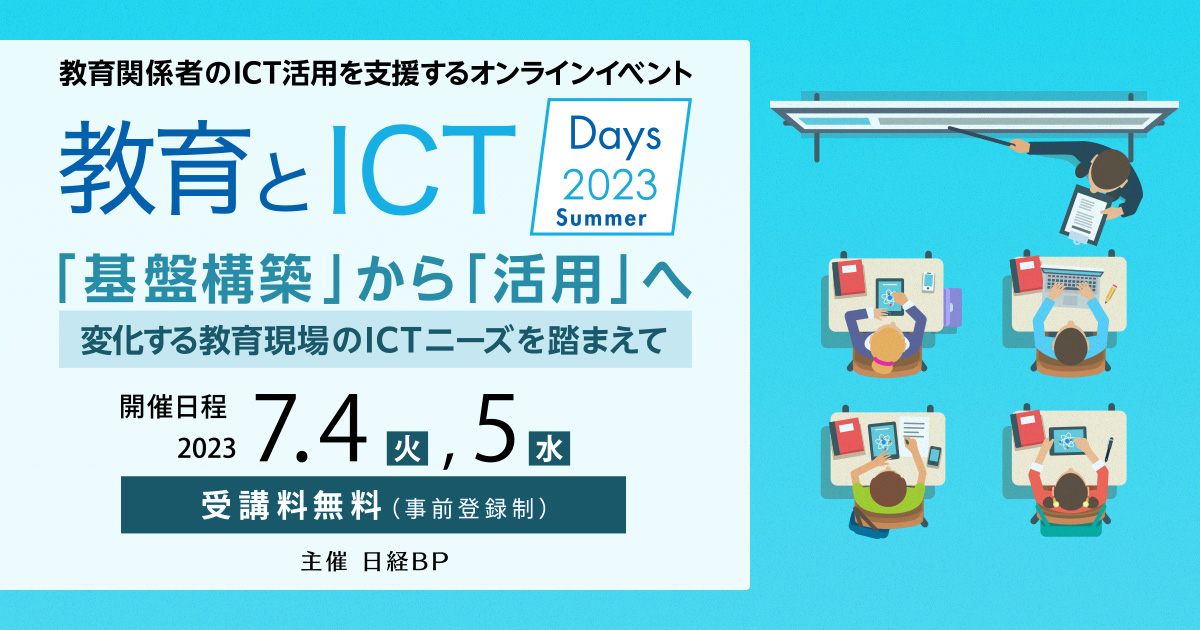 教育関係者のICT活用を支援するオンラインイベント
教育とICT
Days
2023
Summer
「基盤構築」から「活用」へ
変化する教育現場のICTニーズを踏まえて
開催日程
2023 7.4 火 , 5 水
受講料無料（事前登録制）
主催 日経BP